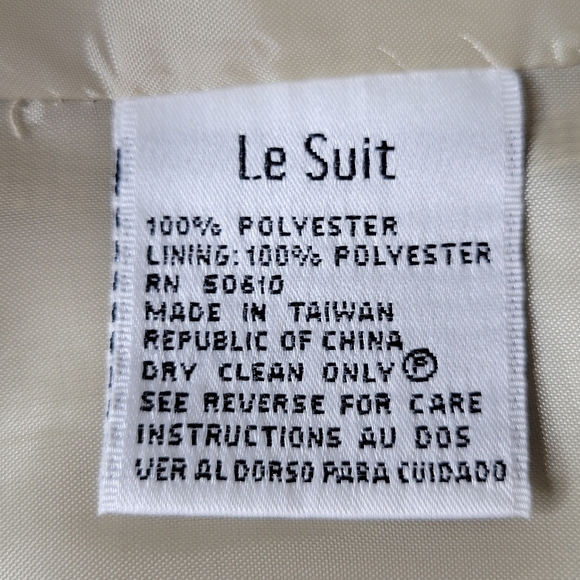 Le Suit
100% POLYESTER
LINING: 100% POLYESTER
RN 50610
MADE IN TAIWAN
REPUBLIC OF CHINA
DRY CLEAN ONLY Ⓟ
SEE REVERSE FOR CARE
INSTRUCTIONS AU DOS
VER AL DORSO PARA CUIDADO